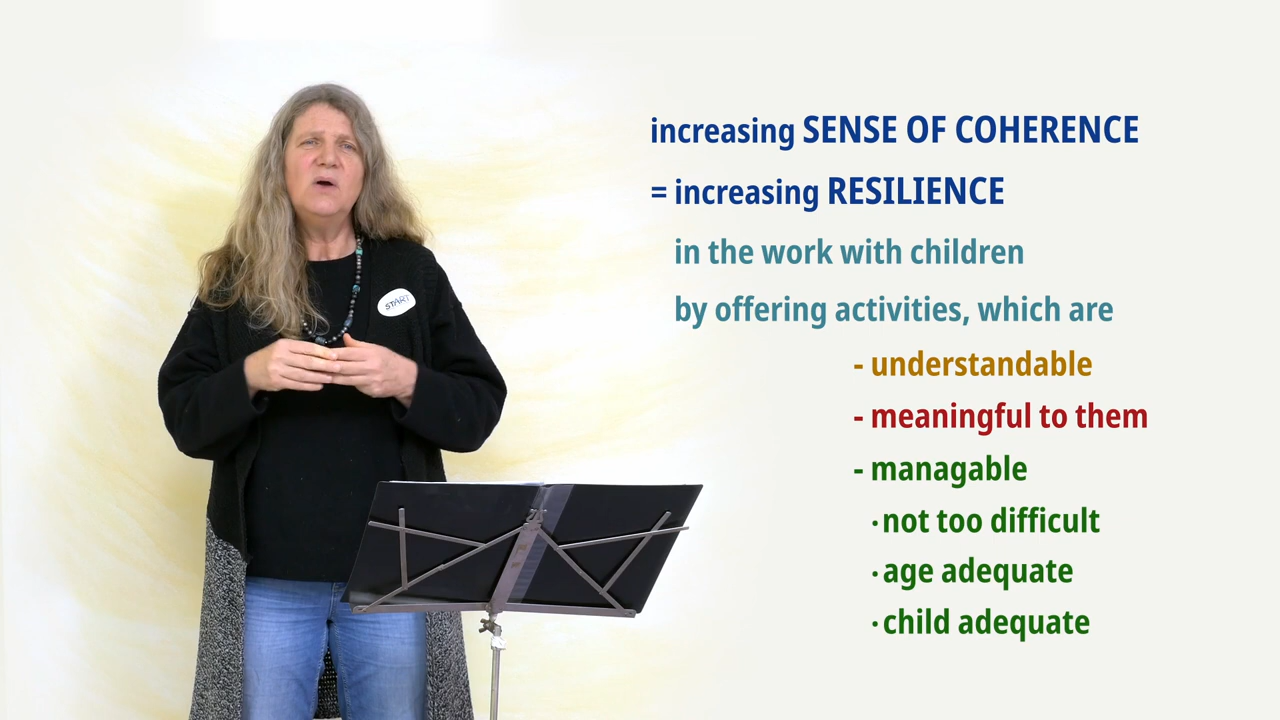 increasing SENSE OF COHERENCE
= increasing RESILIENCE
in the work with children
by offering activities, which are
- understandable
- meaningful to them
- managable
· not too difficult
· age adequate
· child adequate
START